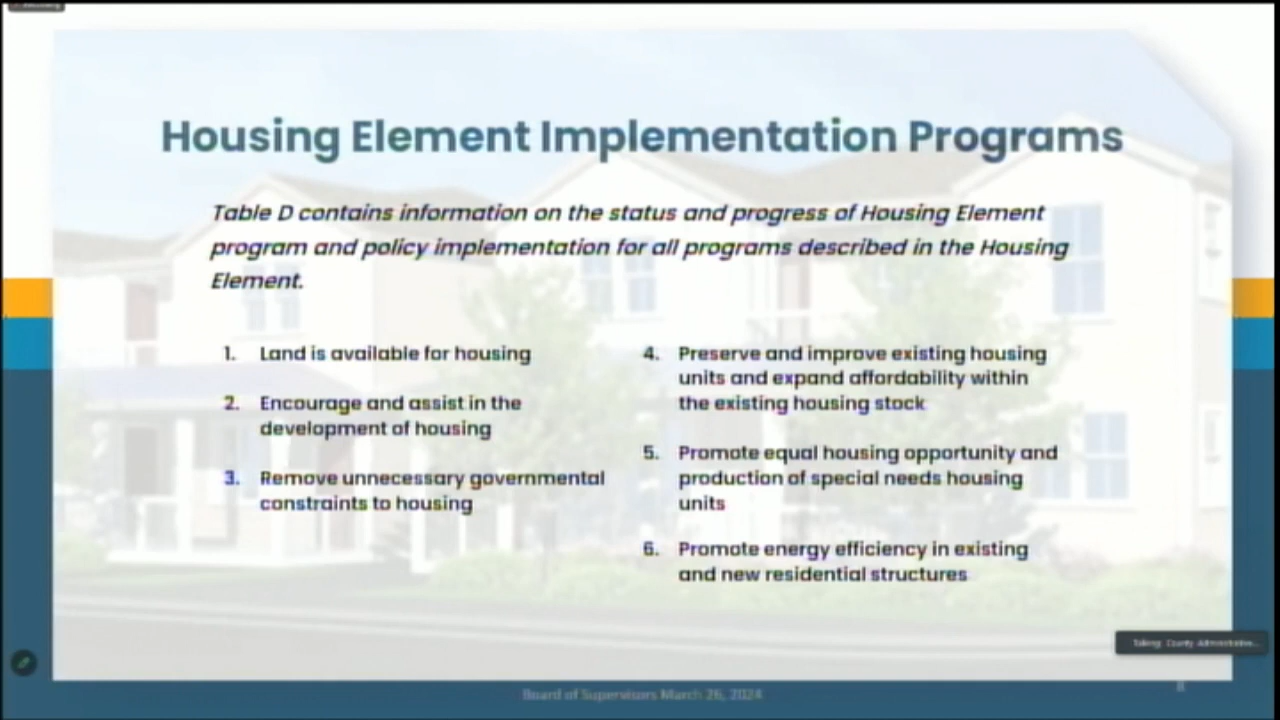 Housing Element Implementation Programs
Table D contains information on the status and progress of Housing Element
program and policy implementation for all programs described in the Housing
Element.
1. Land is available for housing
2. Encourage and assist in the
development of housing
3. Remove unnecessary governmental
constraints to housing
4. Preserve and improve existing housing
units and expand affordability within
the existing housing stock
5. Promote equal housing opportunity and
production of special needs housing
units
6. Promote energy efficiency in existing
and new residential structures
Talking: County Administrative...
Board of Supervisors March 26, 2024